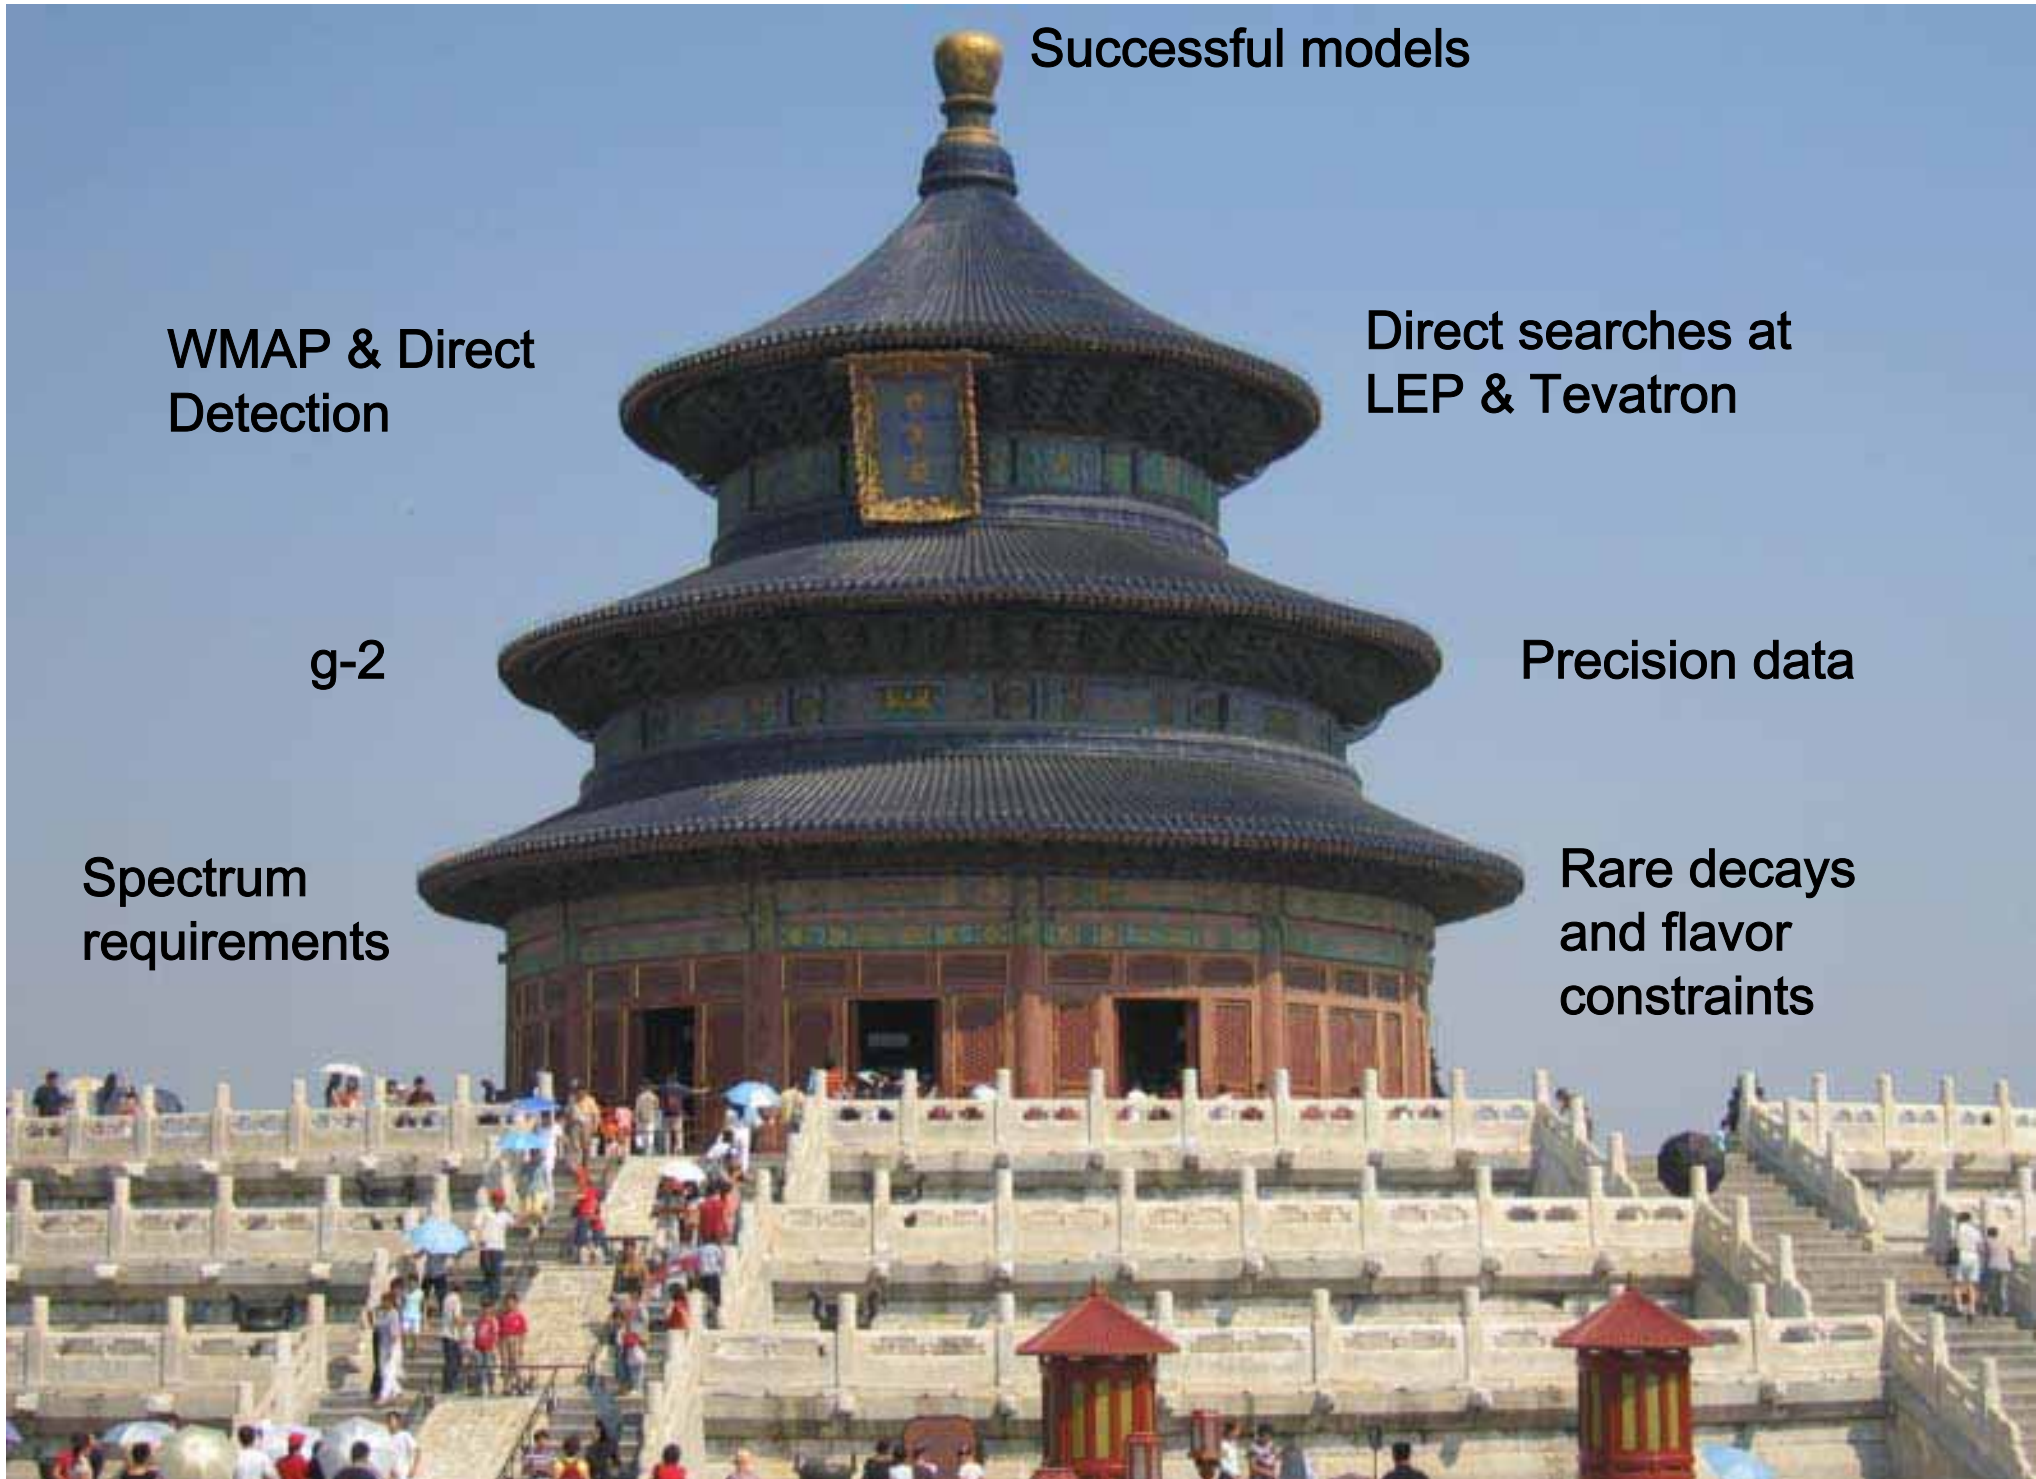 Successful models
WMAP & Direct
Detection
Direct searches at
LEP & Tevatron
g-2
Precision data
Spectrum
requirements
Rare decays
and flavor
constraints